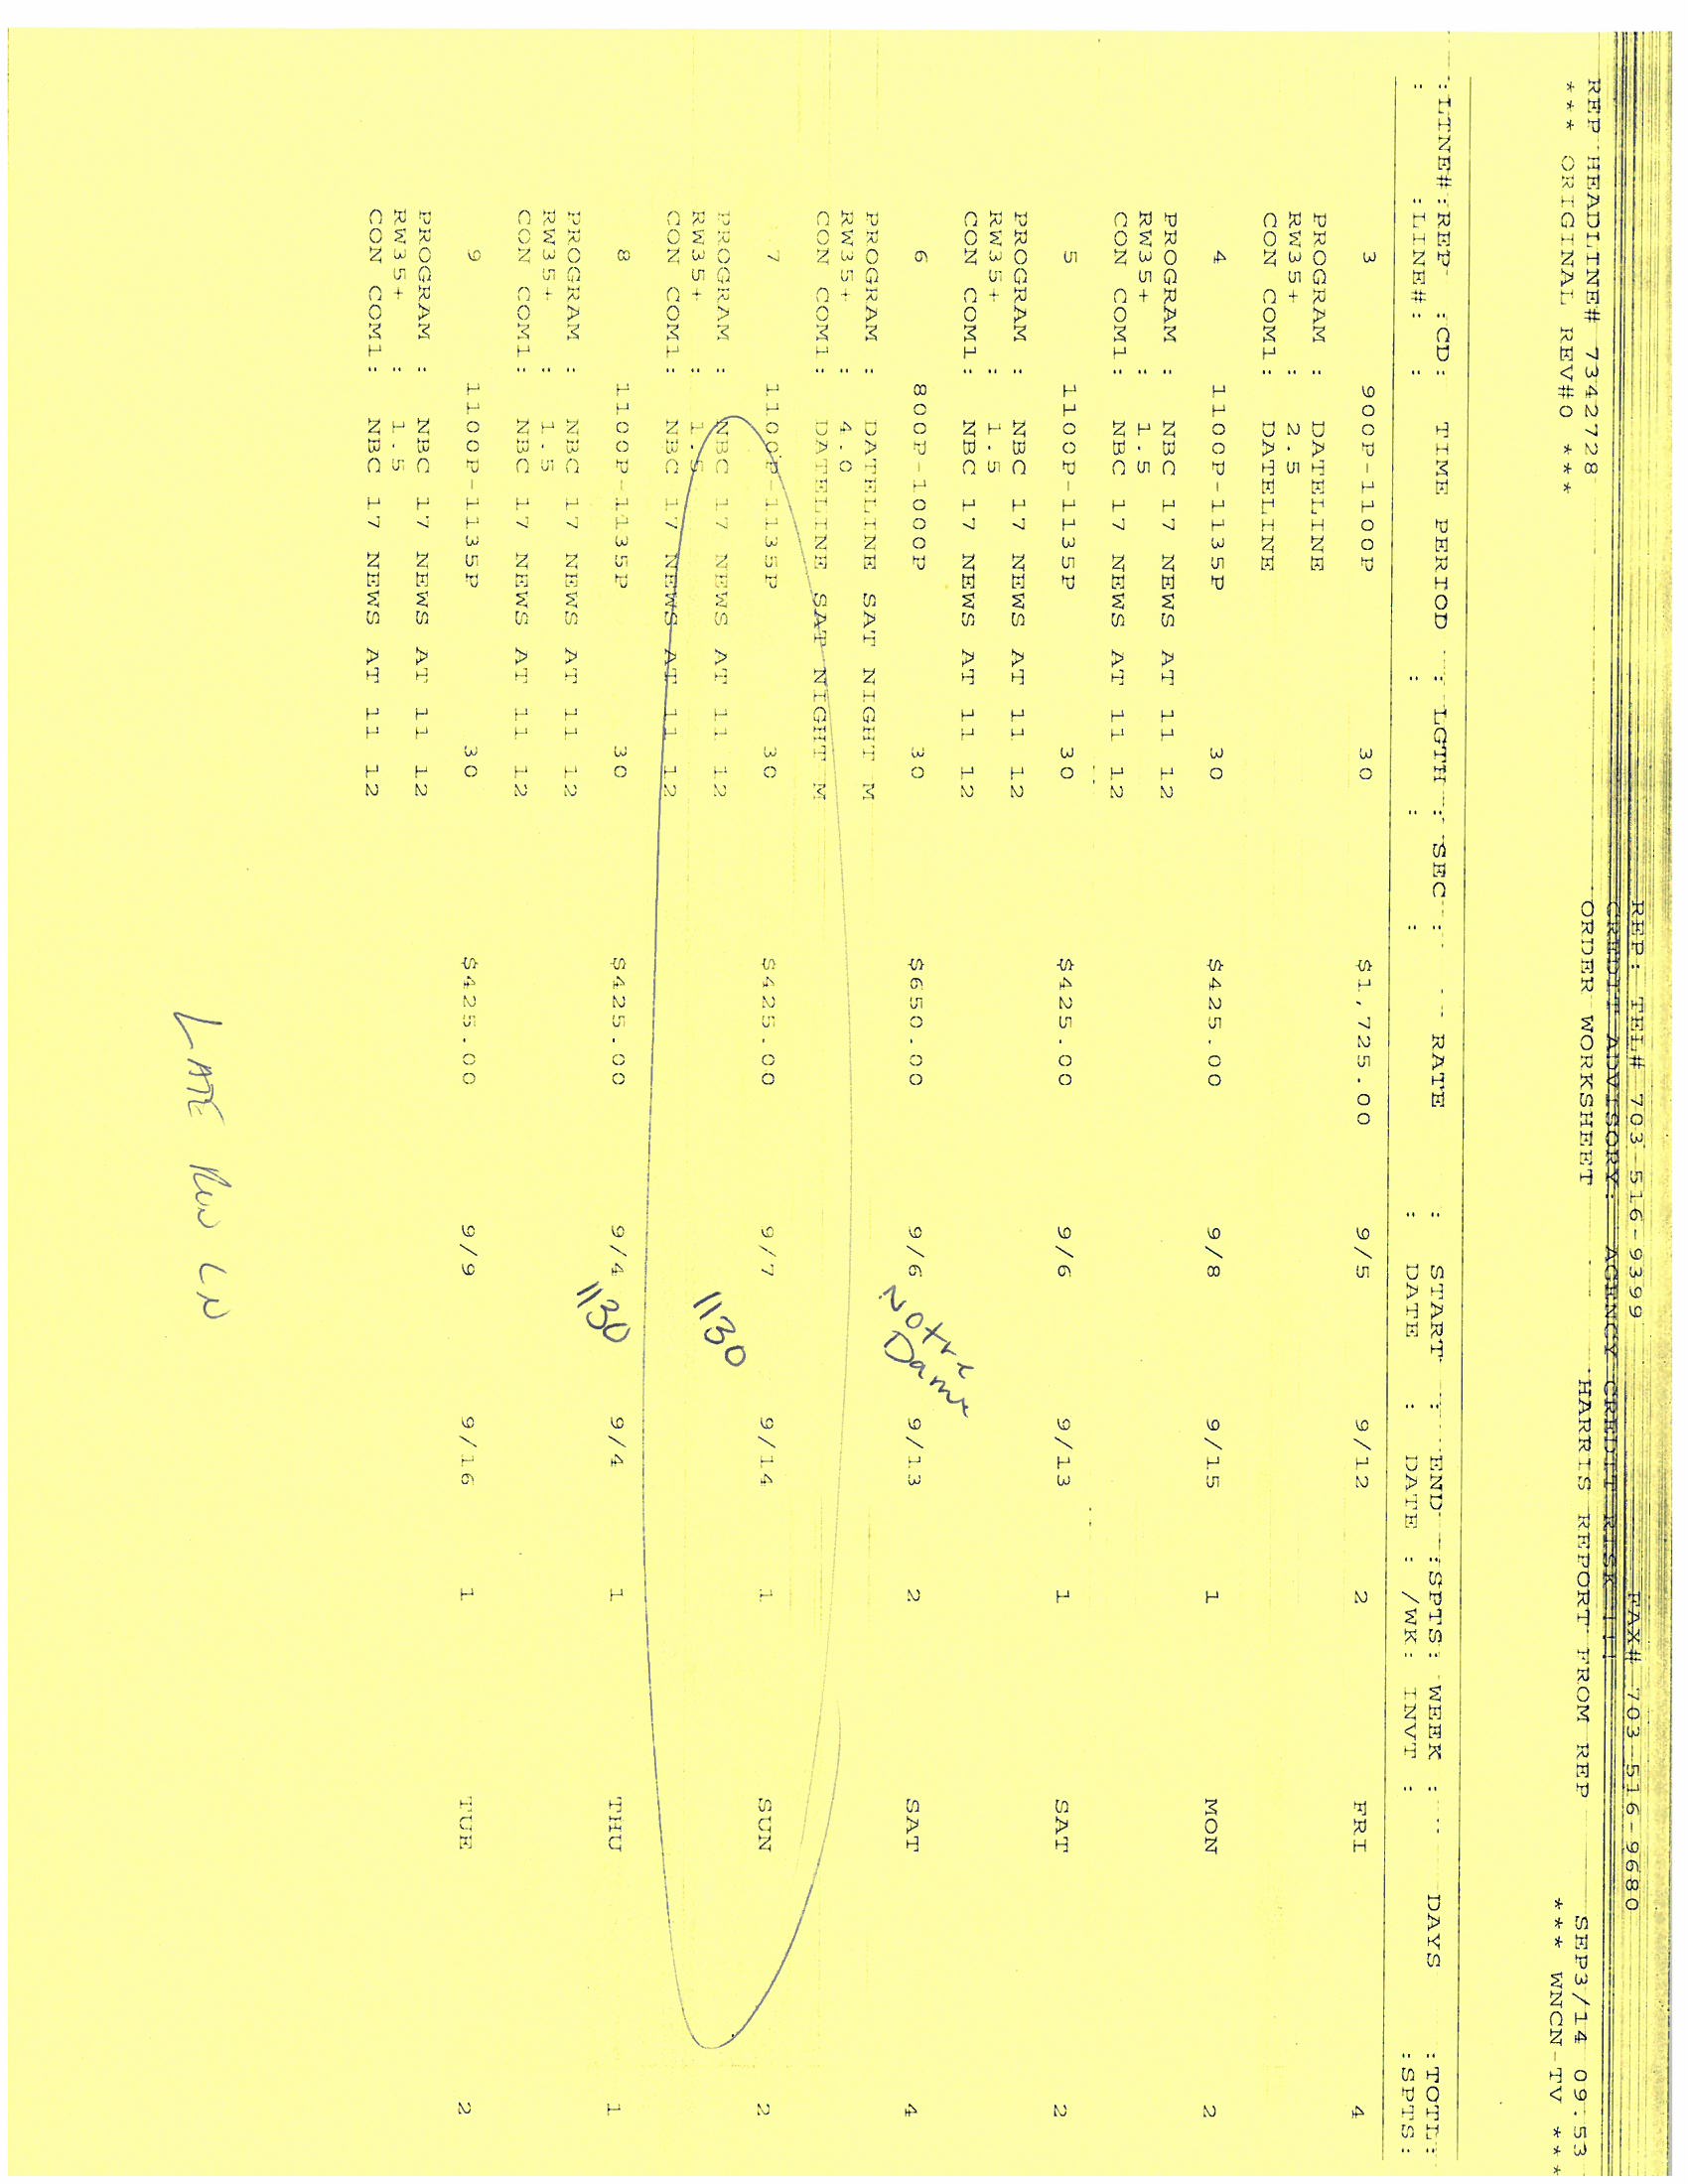 REP: TEL# 703-516-9399 FAX# 703-516-9680
CREDIT ADVISORY: AGENCY CREDIT RISK !!
REP HEADLINE# 7342728 ORDER WORKSHEET HARRIS REPORT FROM REP SEP3/14 09:53
*** ORIGINAL REV#0 *** *** WNCN-TV ***
:LINE#:REP :CD: TIME PERIOD : LGTH : SEC : RATE : START : END :SPTS: WEEK : DAYS :TOTL:
: :LINE#: : : : : DATE : DATE : /WK: INVT : :SPTS:
3 900P-1100P 30 $1,725.00 9/5 9/12 2 FRI 4
PROGRAM : DATELINE
RW35+ : 2.5
CON COM1: DATELINE
4 1100P-1135P 30 $425.00 9/8 9/15 1 MON 2
PROGRAM : NBC 17 NEWS AT 11 12
RW35+ : 1.5
CON COM1: NBC 17 NEWS AT 11 12
5 1100P-1135P 30 $425.00 9/6 9/13 1 SAT 2
PROGRAM : NBC 17 NEWS AT 11 12
RW35+ : 1.5
CON COM1: NBC 17 NEWS AT 11 12
6 800P-1000P 30 $650.00 9/6 9/13 2 SAT 4
Notre
Dame
PROGRAM : DATELINE SAT NIGHT M
RW35+ : 4.0
CON COM1: DATELINE SAT NIGHT M
7 1100P-1135P 30 $425.00 9/7 9/14 1 SUN 2
1130
PROGRAM : NBC 17 NEWS AT 11 12
RW35+ : 1.5
CON COM1: NBC 17 NEWS AT 11 12
8 1100P-1135P 30 $425.00 9/4 9/4 1 THU 1
1130
PROGRAM : NBC 17 NEWS AT 11 12
RW35+ : 1.5
CON COM1: NBC 17 NEWS AT 11 12
9 1100P-1135P 30 $425.00 9/9 9/16 1 TUE 2
PROGRAM : NBC 17 NEWS AT 11 12
RW35+ : 1.5
CON COM1: NBC 17 NEWS AT 11 12
LATE Run LN